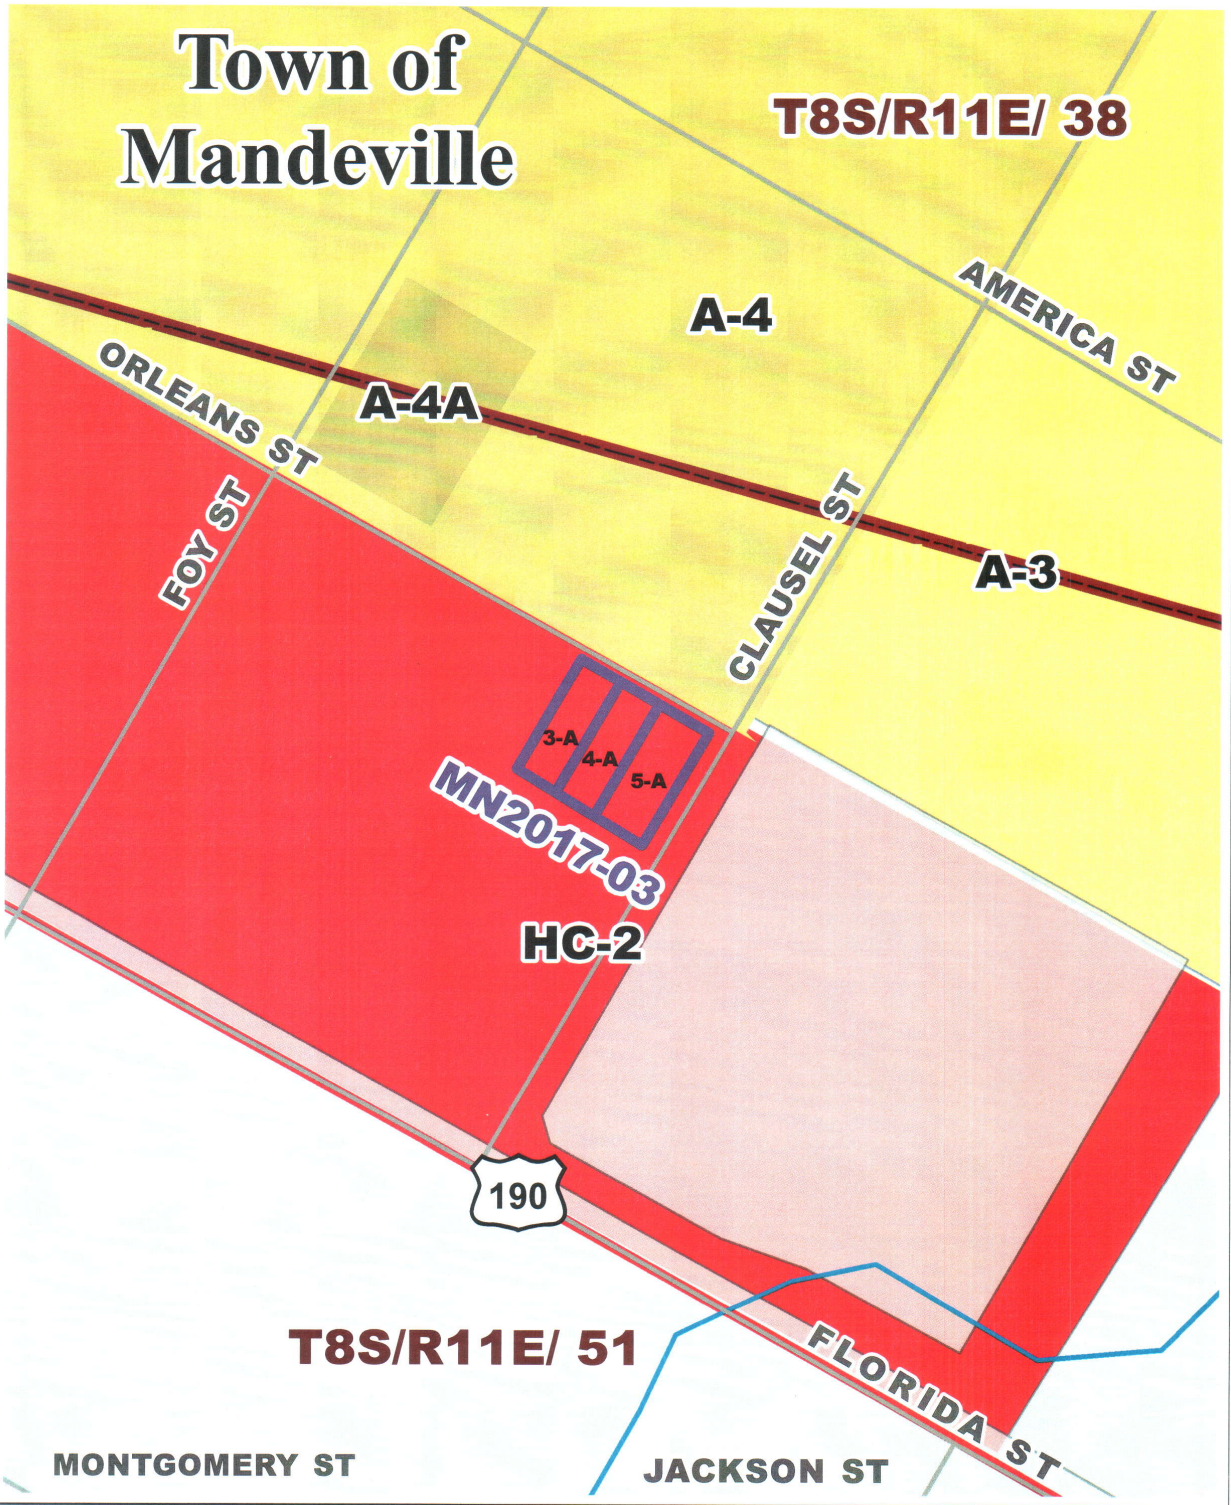 Town of
Mandeville
T8S/R11E/ 38
AMERICA ST
A-4
ORLEANS ST
A-4A
FOY ST
CLAUSEL ST
A-3
3-A
4-A
5-A
MN2017-03
HC-2
190
T8S/R11E/ 51
FLORIDA ST
MONTGOMERY ST
JACKSON ST